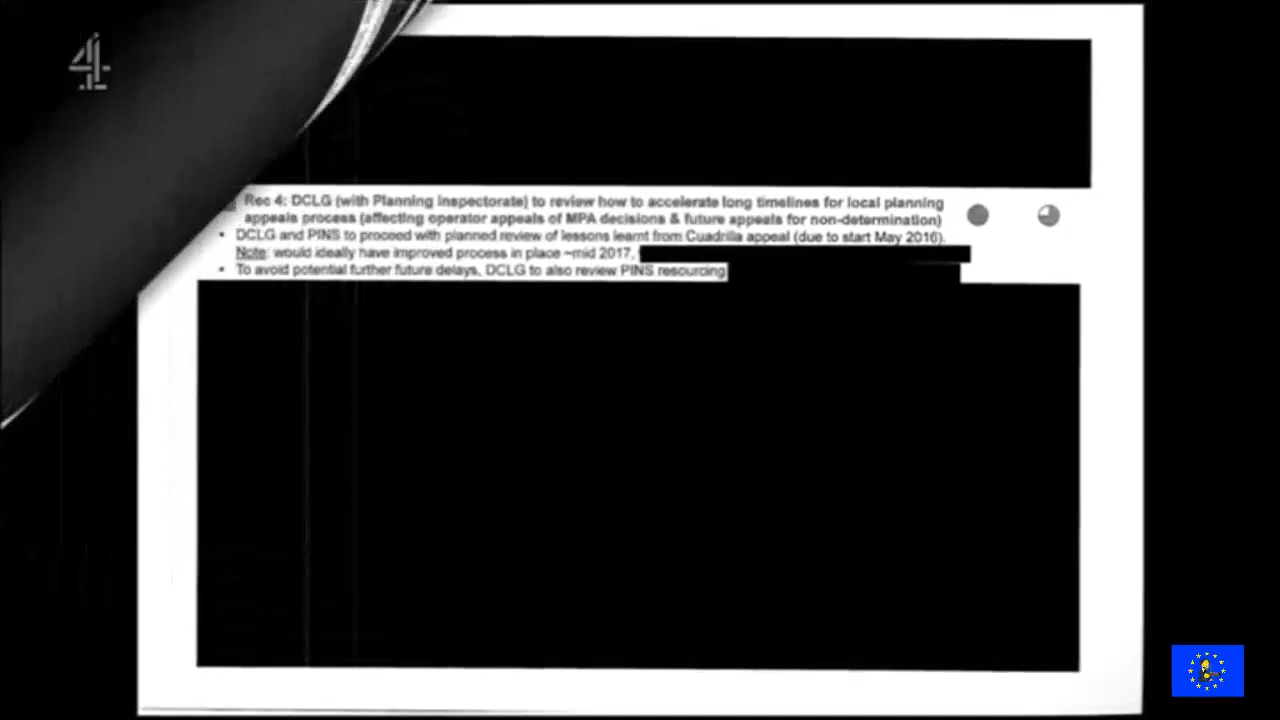 4
Rec 4: DCLG (with Planning Inspectorate) to review how to accelerate long timelines for local planning
appeals process (affecting operator appeals of MPA decisions & future appeals for non-determination)
• DCLG and PINS to proceed with planned review of lessons learnt from Cuadrilla appeal (due to start May 2016).
Note: would ideally have improved process in place ~mid 2017,
• To avoid potential further future delays, DCLG to also review PINS resourcing